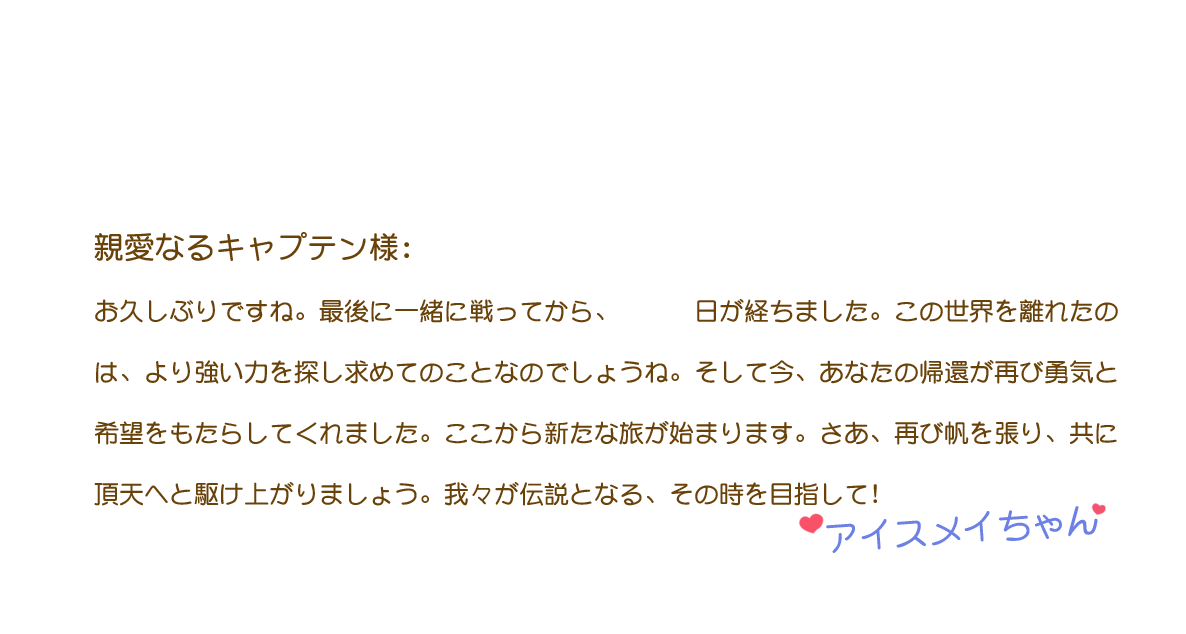 親愛なるキャプテン様:
お久しぶりですね。最後に一緒に戦ってから、　　　日が経ちました。この世界を離れたの
は、より強い力を探し求めてのことなのでしょうね。そして今、あなたの帰還が再び勇気と
希望をもたらしてくれました。ここから新たな旅が始まります。さあ、再び帆を張り、共に
頂天へと駆け上がりましょう。我々が伝説となる、その時を目指して!
アイスメイちゃん